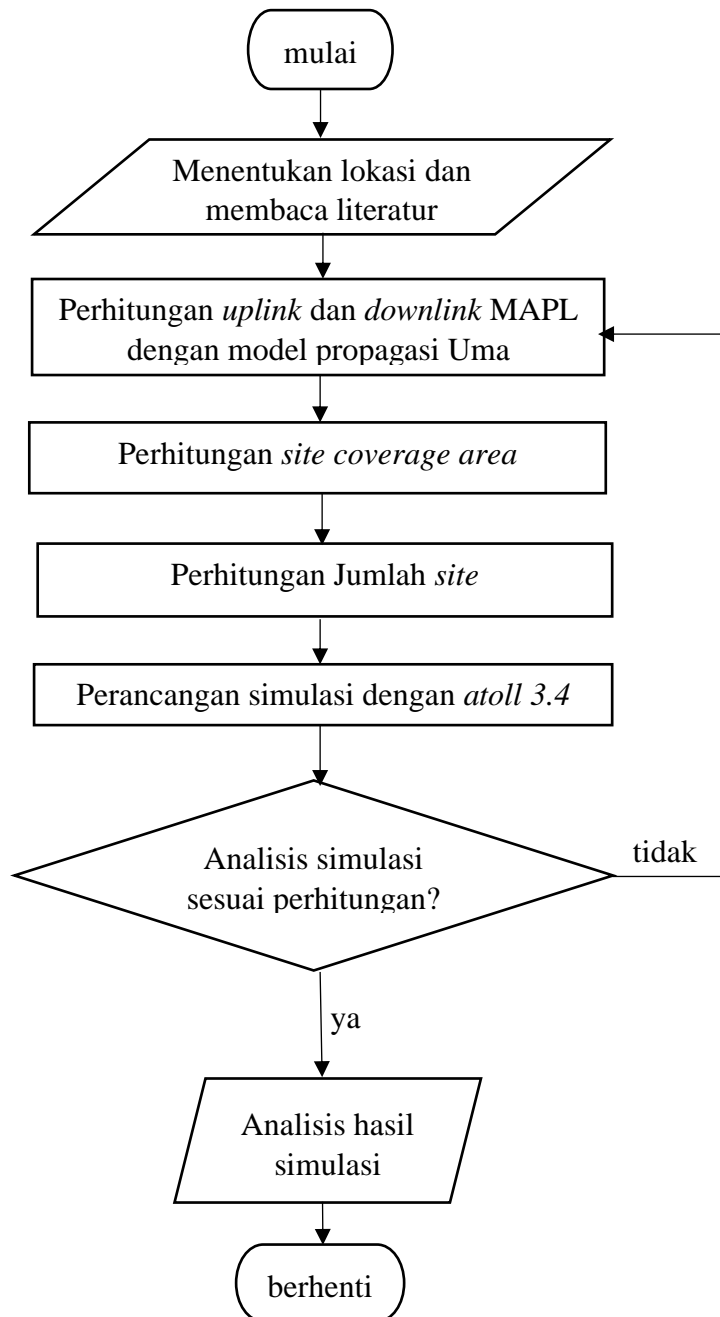 mulai
Menentukan lokasi dan
membaca literatur
Perhitungan uplink dan downlink MAPL
dengan model propagasi Uma
Perhitungan site coverage area
Perhitungan Jumlah site
Perancangan simulasi dengan atoll 3.4
Analisis simulasi
sesuai perhitungan?
tidak
ya
Analisis hasil
simulasi
berhenti